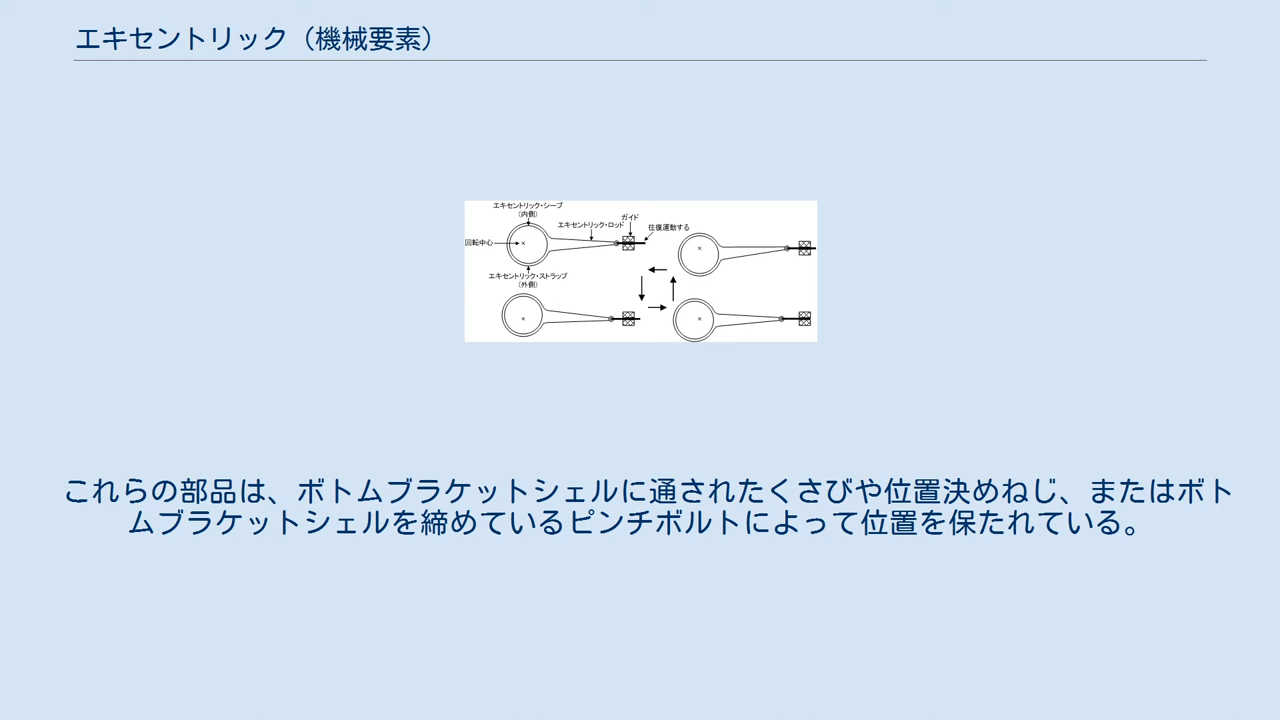 エキセントリック（機械要素）
エキセントリック・シーブ
（内側）
ガイド
エキセントリック・ロッド
往復運動する
回転中心
エキセントリック・ストラップ
（外側）
これらの部品は、ボトムブラケットシェルに通されたくさびや位置決めねじ、またはボト
ムブラケットシェルを締めているピンチボルトによって位置を保たれている。